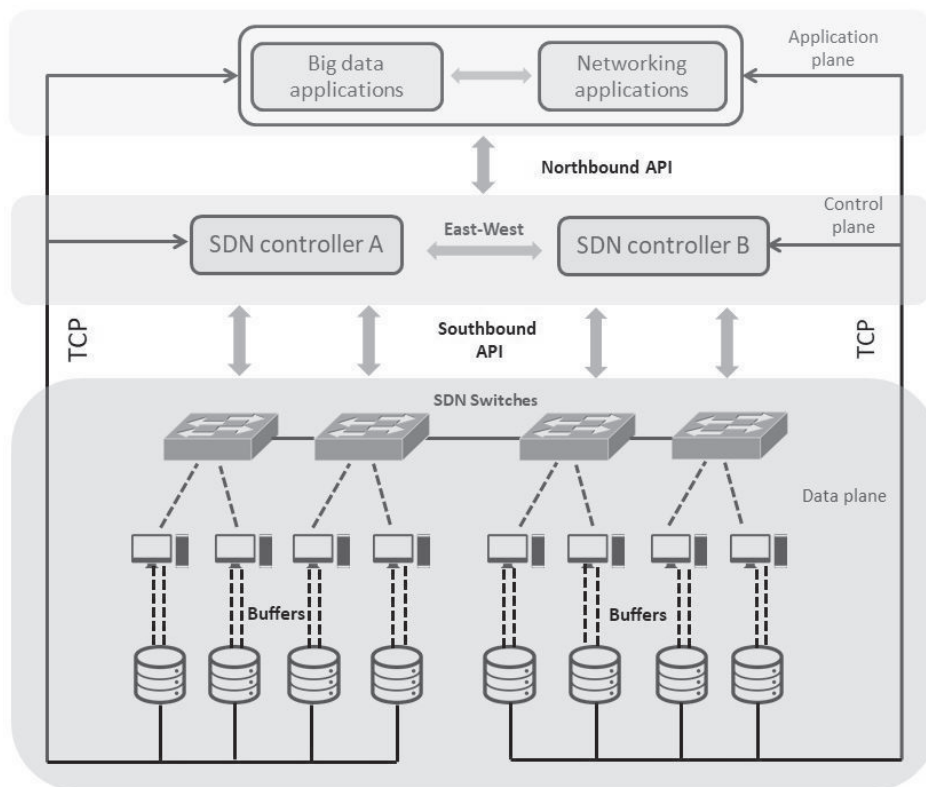 Application
plane
Big data
applications
Networking
applications
Northbound API
Control
plane
SDN controller A
East-West
SDN controller B
TCP
Southbound
API
TCP
SDN Switches
Data plane
Buffers
Buffers